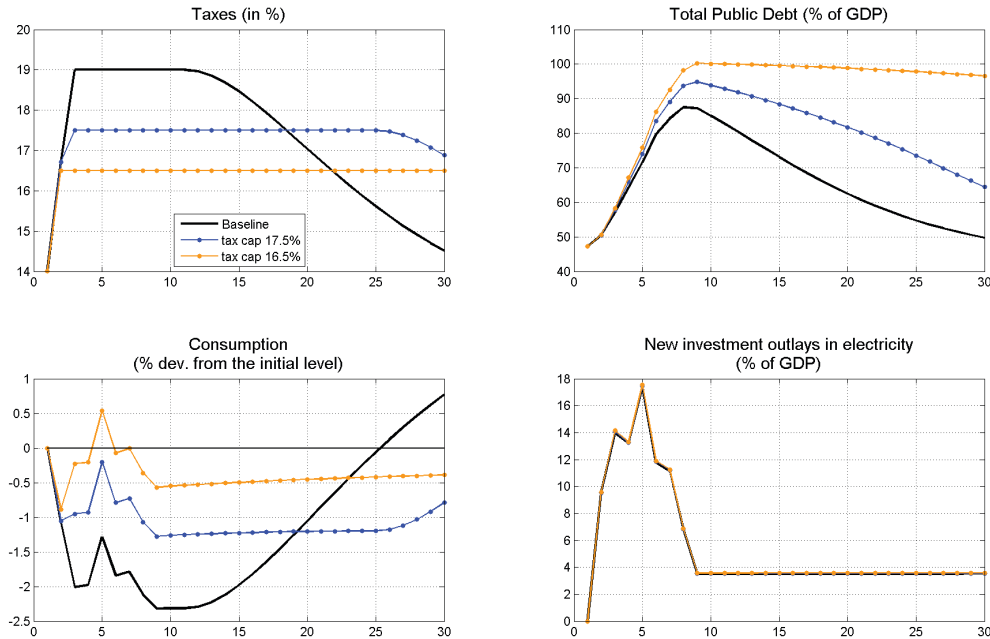 Taxes (in %)
20
19
18
17
16
15
14
0 5 10 15 20 25 30
Baseline
tax cap 17.5%
tax cap 16.5%
Total Public Debt (% of GDP)
110
100
90
80
70
60
50
40
0 5 10 15 20 25 30
Consumption
(% dev. from the initial level)
1
0.5
0
-0.5
-1
-1.5
-2
-2.5
0 5 10 15 20 25 30
New investment outlays in electricity
(% of GDP)
18
16
14
12
10
8
6
4
2
0
0 5 10 15 20 25 30